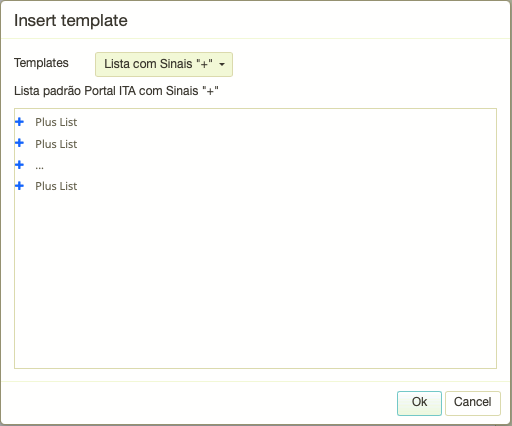 Insert template
Templates
Lista com Sinais "+"
Lista padrão Portal ITA com Sinais "+"
+ Plus List
+ Plus List
+ ...
+ Plus List
Ok
Cancel